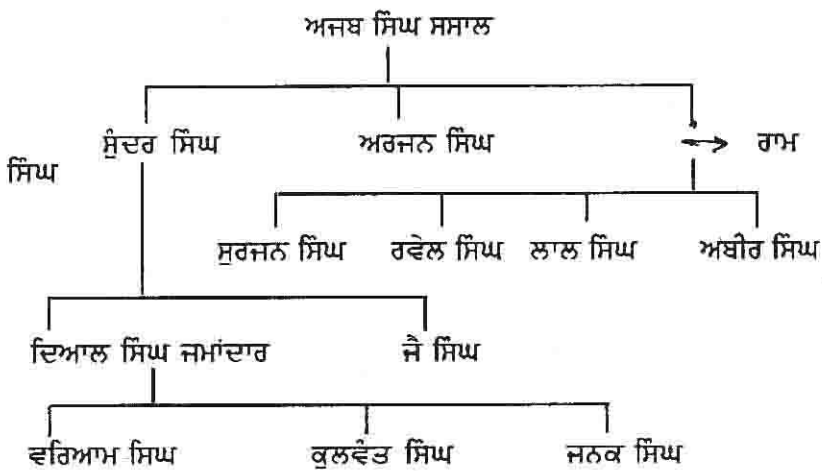 ਅਜਬ ਸਿੰਘ ਸਸਾਲ
ਸੁੰਦਰ ਸਿੰਘ ਅਰਜਨ ਸਿੰਘ ਰਾਮ
ਸਿੰਘ
ਸੁਰਜਨ ਸਿੰਘ ਰਵੇਲ ਸਿੰਘ ਲਾਲ ਸਿੰਘ ਅਬੀਰ ਸਿੰਘ
ਦਿਆਲ ਸਿੰਘ ਜਮਾਂਦਾਰ ਜੈ ਸਿੰਘ
ਵਰਿਆਮ ਸਿੰਘ ਕੁਲਵੰਤ ਸਿੰਘ ਜਨਕ ਸਿੰਘ